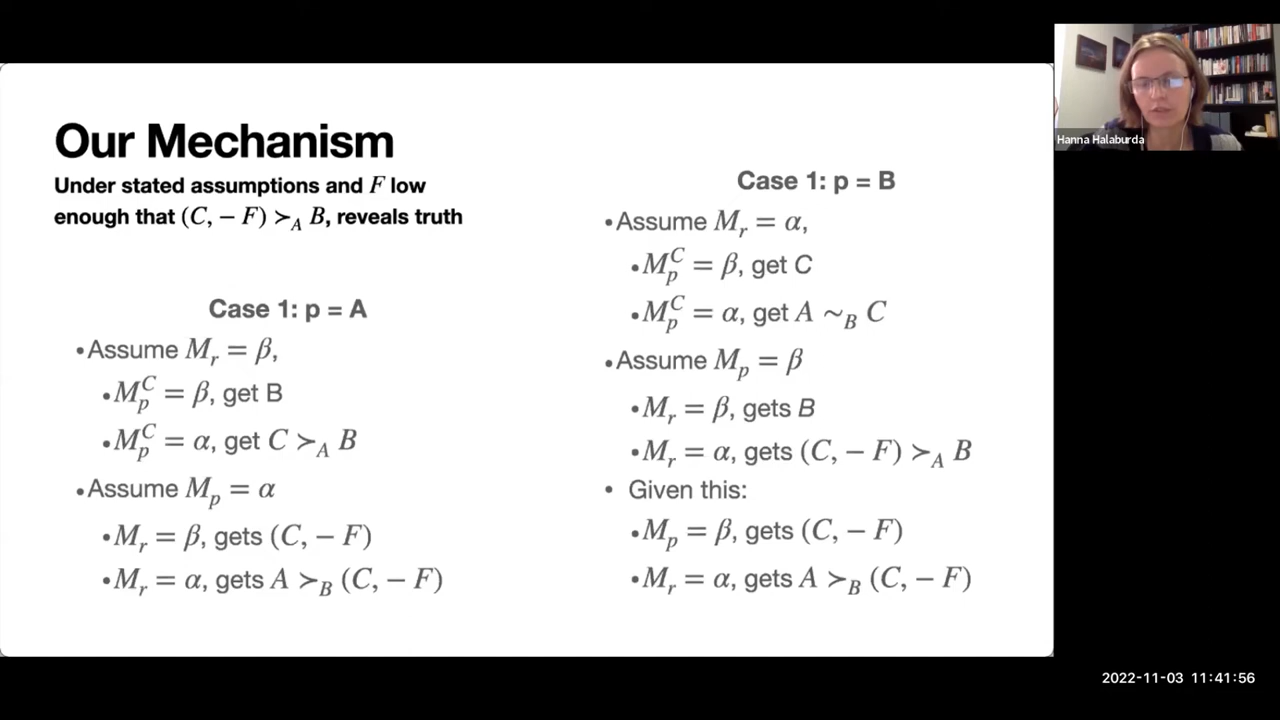 Our Mechanism
Under stated assumptions and F low
enough that (C, − F) ≻_A B, reveals truth
Case 1: p = A
•Assume M_r = β,
•M_p^C = β, get B
•M_p^C = α, get C ≻_A B
•Assume M_p = α
•M_r = β, gets (C, − F)
•M_r = α, gets A ≻_B (C, − F)
Case 1: p = B
•Assume M_r = α,
•M_p^C = β, get C
•M_p^C = α, get A ∼_B C
•Assume M_p = β
•M_r = β, gets B
•M_r = α, gets (C, − F) ≻_A B
• Given this:
•M_p = β, gets (C, − F)
•M_r = α, gets A ≻_B (C, − F)
Hanna Halaburda
2022-11-03 11:41:56